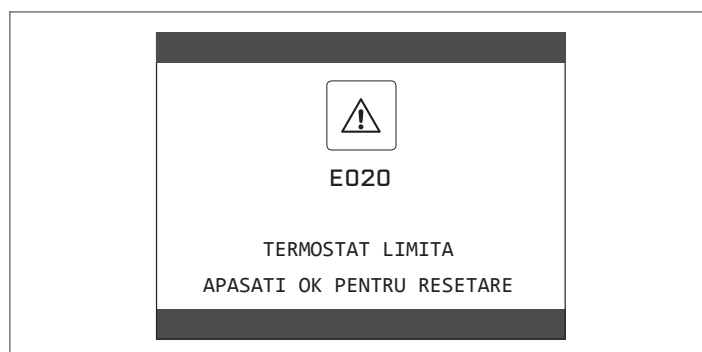 E020
TERMOSTAT LIMITA
APASATI OK PENTRU RESETARE